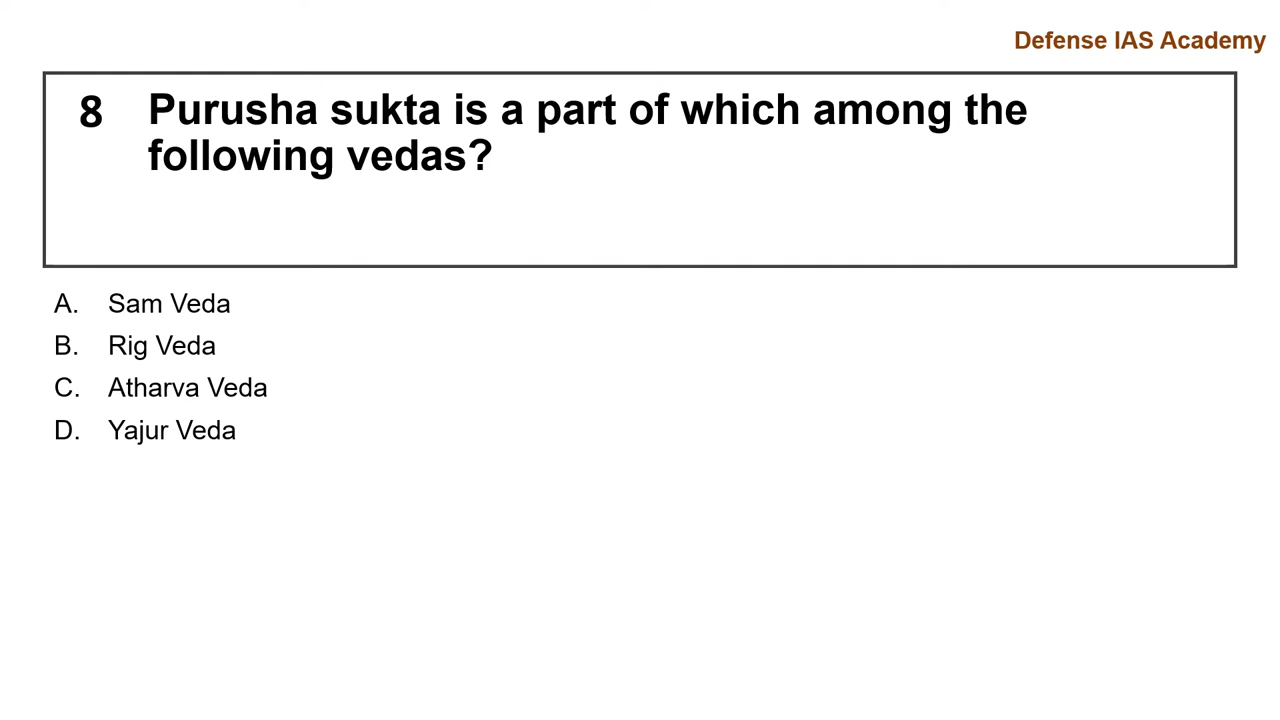 Defense IAS Academy
8 Purusha sukta is a part of which among the
following vedas?
A. Sam Veda
B. Rig Veda
C. Atharva Veda
D. Yajur Veda